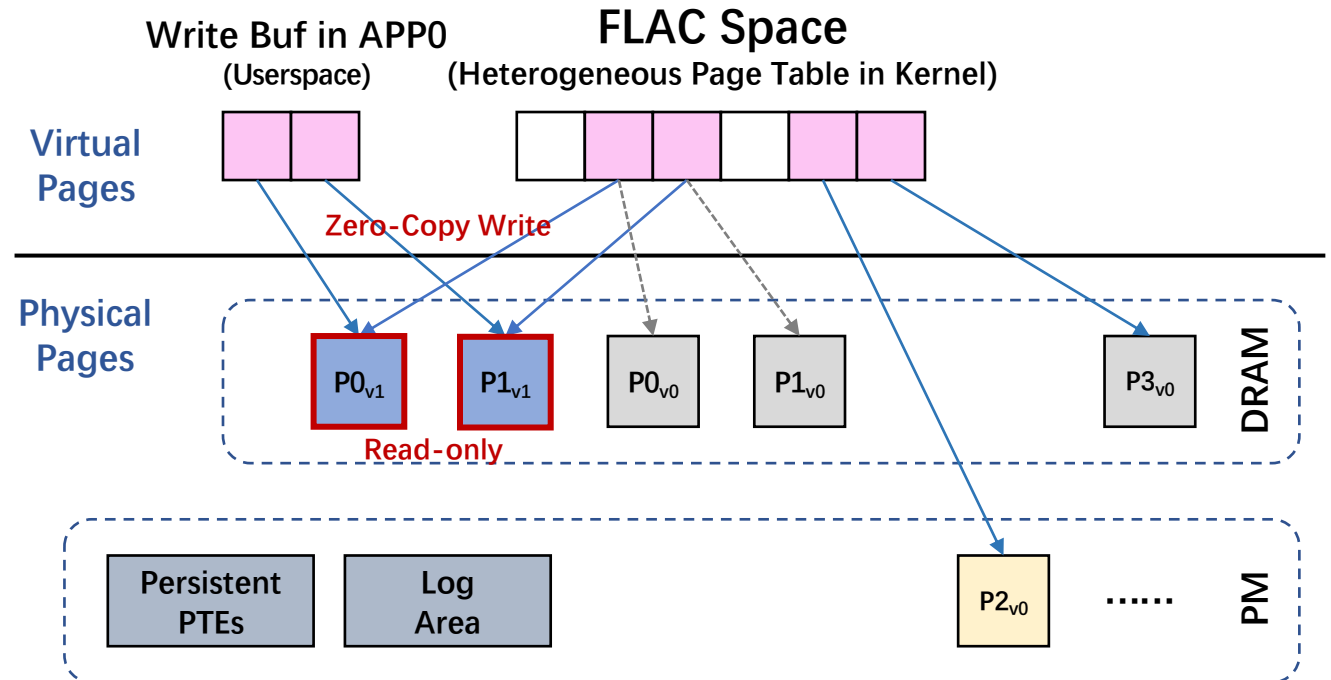 Write Buf in APP0
(Userspace)
FLAC Space
(Heterogeneous Page Table in Kernel)
Virtual
Pages
Zero-Copy Write
Physical
Pages
P0v1
P1v1
P0v0
P1v0
P3v0
DRAM
Read-only
Persistent
PTEs
Log
Area
P2v0
......
PM